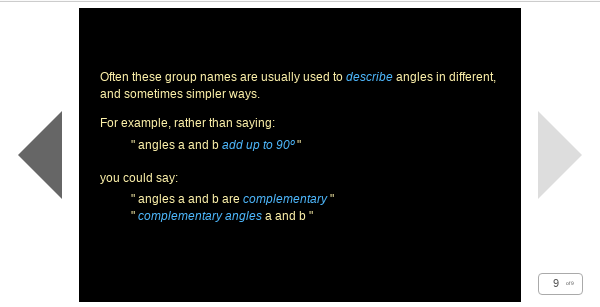 Often these group names are usually used to describe angles in different,
and sometimes simpler ways.
For example, rather than saying:
" angles a and b add up to 90º "
you could say:
" angles a and b are complementary "
" complementary angles a and b "
9 of 9